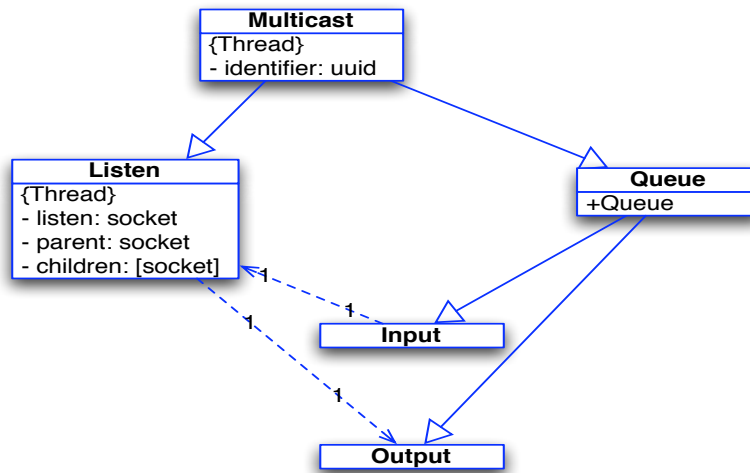 Multicast
{Thread}
- identifier: uuid
Listen
{Thread}
- listen: socket
- parent: socket
- children: [socket]
Queue
+Queue
1
1
Input
1
1
Output